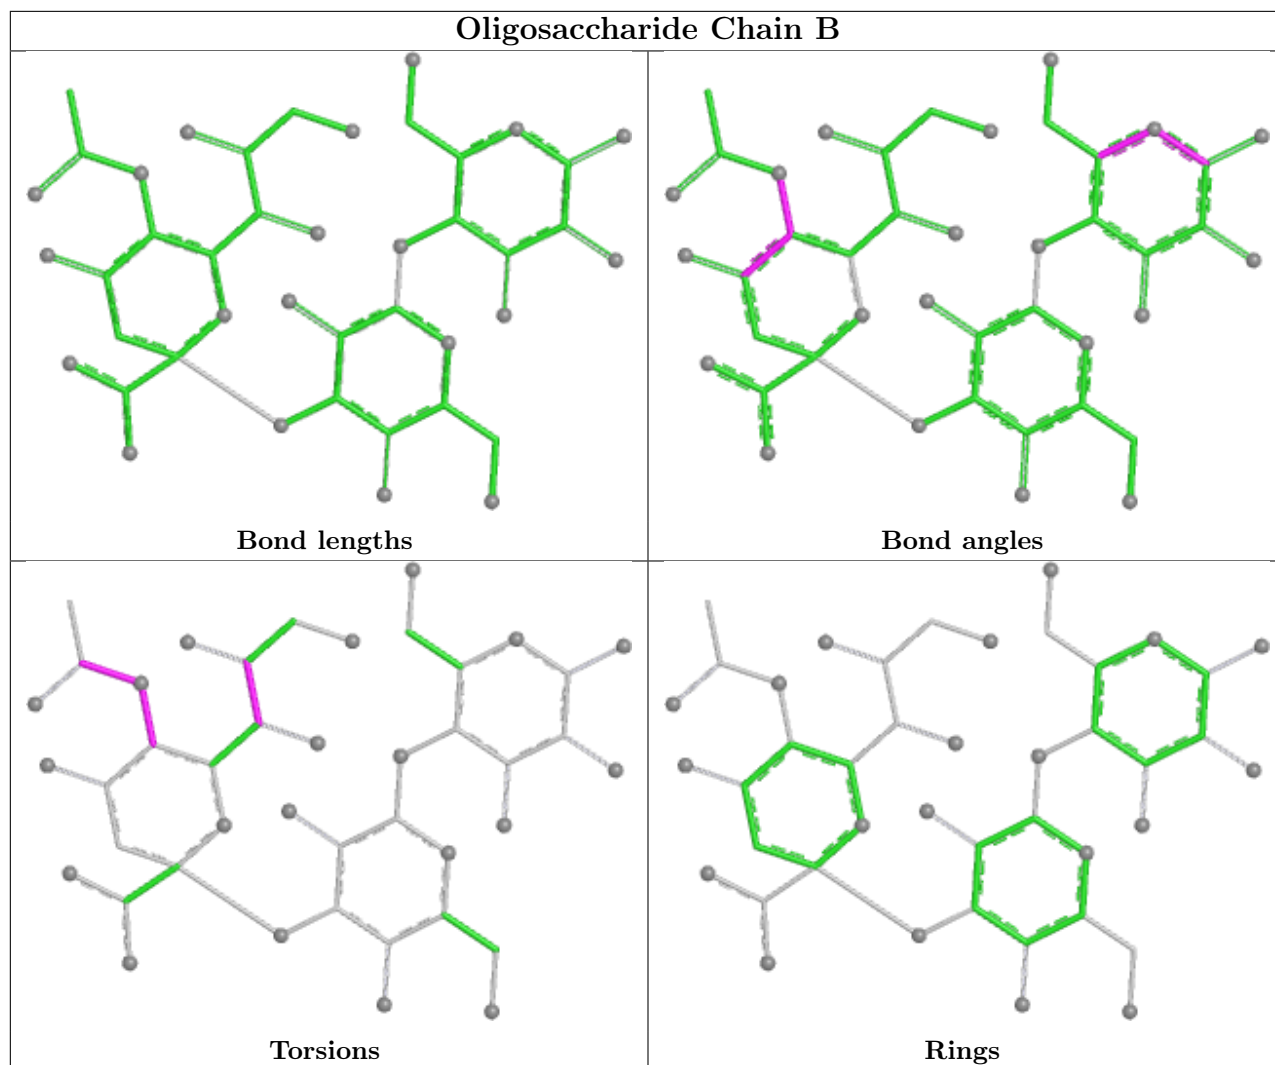 Oligosaccharide Chain B
Bond lengths
Bond angles
Torsions
Rings